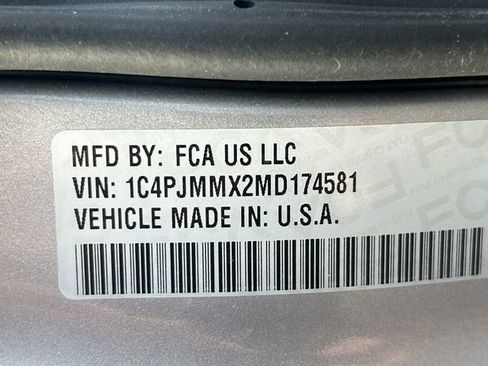 MFD BY: FCA US LLC
VIN: 1C4PJMMX2MD174581
VEHICLE MADE IN: U.S.A.